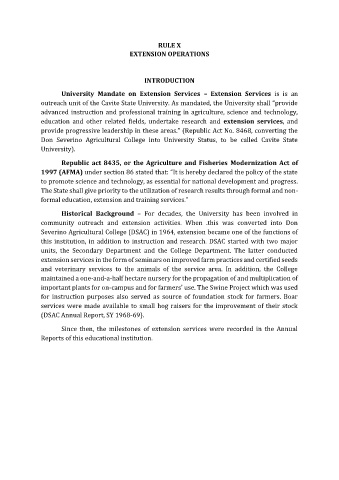 RULE X
EXTENSION OPERATIONS
INTRODUCTION
University Mandate on Extension Services – Extension Services is is an
outreach unit of the Cavite State University. As mandated, the University shall "provide
advanced instruction and professional training in agriculture, science and technology,
education and other related fields, undertake research and extension services, and
provide progressive leadership in these areas." (Republic Act No. 8468, converting the
Don Severino Agricultural College into University Status, to be called Cavite State
University).
Republic act 8435, or the Agriculture and Fisheries Modernization Act of
1997 (AFMA) under section 86 stated that: "It is hereby declared the policy of the state
to promote science and technology, as essential for national development and progress.
The State shall give priority to the utilization of research results through formal and non-
formal education, extension and training services."
Historical Background – For decades, the University has been involved in
community outreach and extension activities. When .this was converted into Don
Severino Agricultural College (DSAC) in 1964, extension became one of the functions of
this institution, in addition to instruction and research. DSAC started with two major
units, the Secondary Department and the College Department. The latter conducted
extension services in the form of seminars on improved farm practices and certified seeds
and veterinary services to the animals of the service area. In addition, the College
maintained a one-and-a-half hectare nursery for the propagation of and multiplication of
important plants for on-campus and for farmers' use. The Swine Project which was used
for instruction purposes also served as source of foundation stock for farmers. Boar
services were made available to small hog raisers for the improvement of their stock
(DSAC Annual Report, SY 1968-69).
Since then, the milestones of extension services were recorded in the Annual
Reports of this educational institution.